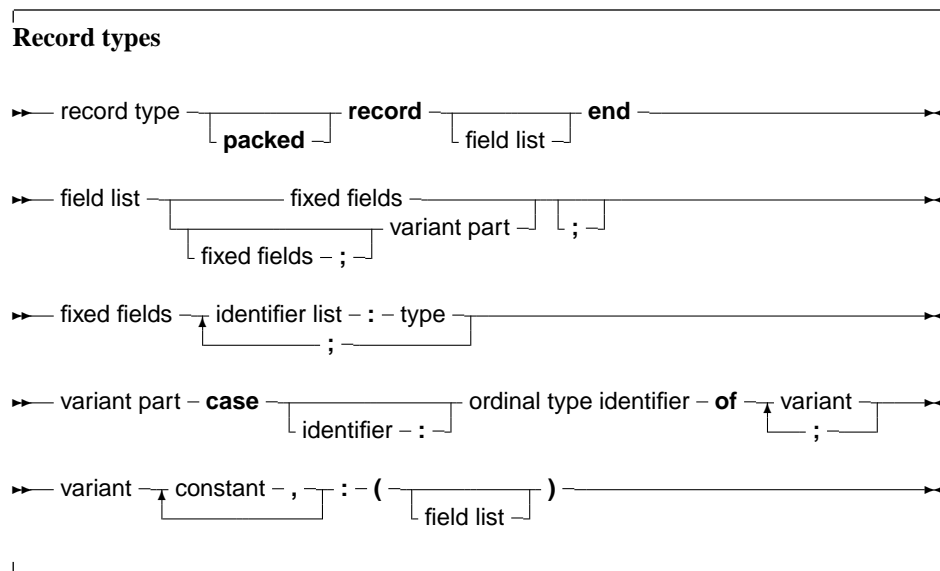 Record types
record type record end
packed field list
field list fixed fields
variant part ;
fixed fields ;
fixed fields identifier list : type
;
variant part case ordinal type identifier of variant
identifier : ;
variant constant , : ( )
field list